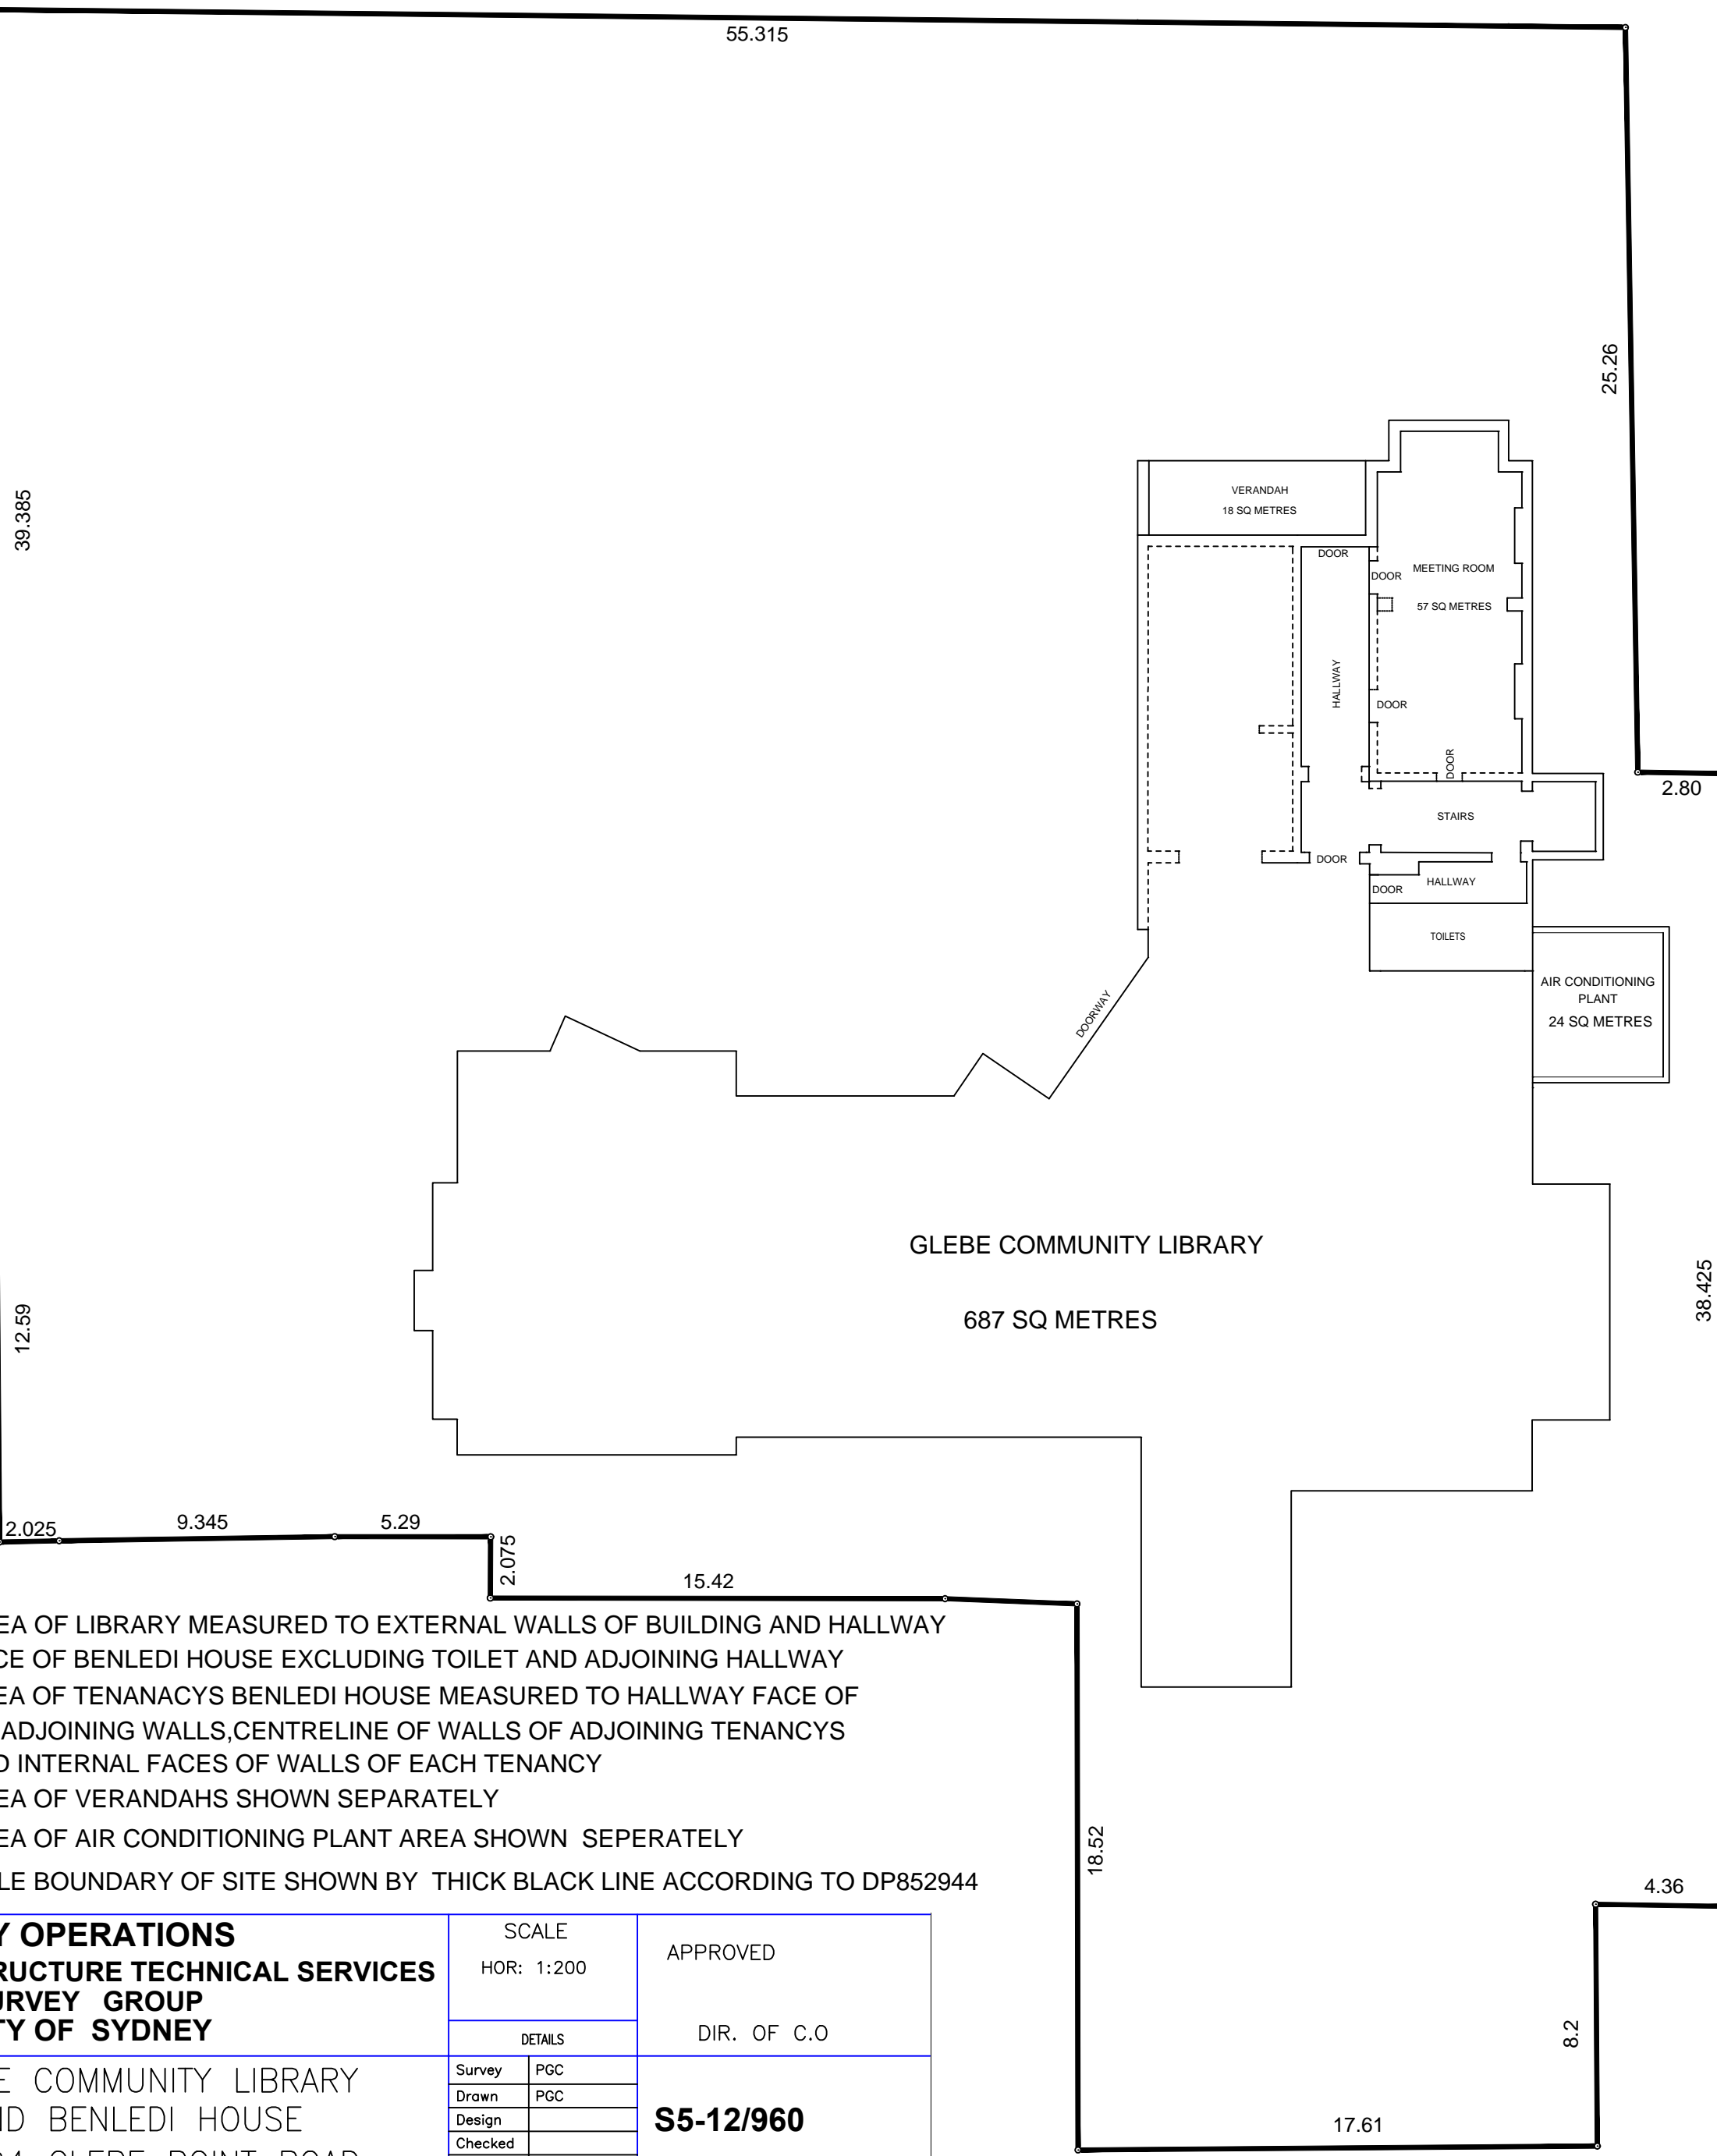 55.315
25.26
39.385
VERANDAH
18 SQ METRES
DOOR
DOOR
MEETING ROOM
57 SQ METRES
HALLWAY
DOOR
DOOR
2.80
STAIRS
DOOR
HALLWAY
DOOR
TOILETS
AIR CONDITIONING
PLANT
24 SQ METRES
DOORWAY
GLEBE COMMUNITY LIBRARY
687 SQ METRES
38.425
12.59
2.025
9.345
5.29
2.075
15.42
EA OF LIBRARY MEASURED TO EXTERNAL WALLS OF BUILDING AND HALLWAY
CE OF BENLEDI HOUSE EXCLUDING TOILET AND ADJOINING HALLWAY
EA OF TENANACYS BENLEDI HOUSE MEASURED TO HALLWAY FACE OF
ADJOINING WALLS,CENTRELINE OF WALLS OF ADJOINING TENANCYS
D INTERNAL FACES OF WALLS OF EACH TENANCY
EA OF VERANDAHS SHOWN SEPARATELY
EA OF AIR CONDITIONING PLANT AREA SHOWN SEPERATELY
LE BOUNDARY OF SITE SHOWN BY THICK BLACK LINE ACCORDING TO DP852944
18.52
4.36
8.2
17.61
Y OPERATIONS
RUCTURE TECHNICAL SERVICES
URVEY GROUP
TY OF SYDNEY
SCALE
HOR: 1:200
APPROVED
DIR. OF C.O
DETAILS
E COMMUNITY LIBRARY
ND BENLEDI HOUSE
GLEBE POINT ROAD
Survey PGC
Drawn PGC
Design
Checked
S5-12/960